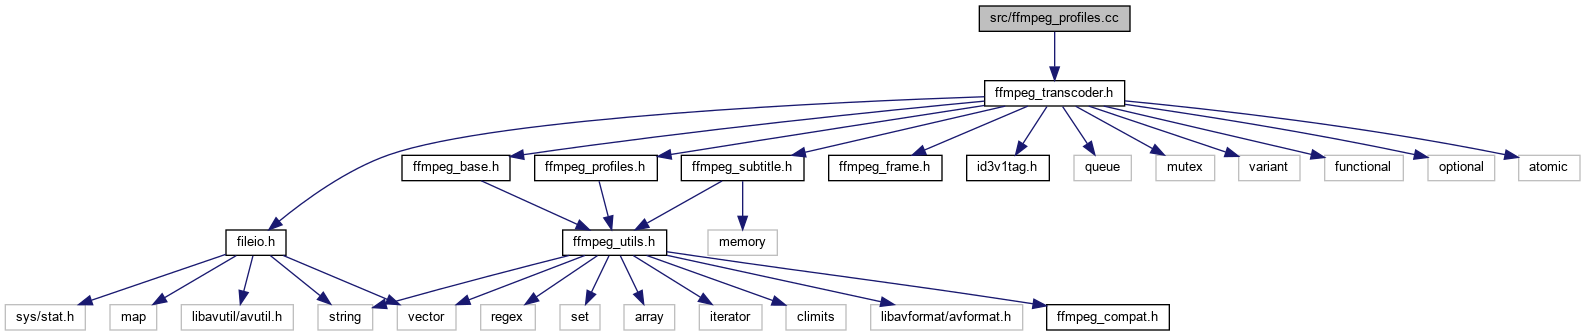 src/ffmpeg_profiles.cc
ffmpeg_transcoder.h
ffmpeg_base.h
ffmpeg_profiles.h
ffmpeg_subtitle.h
ffmpeg_frame.h
id3v1tag.h
queue
mutex
variant
functional
optional
atomic
fileio.h
ffmpeg_utils.h
memory
sys/stat.h
map
libavutil/avutil.h
string
vector
regex
set
array
iterator
climits
libavformat/avformat.h
ffmpeg_compat.h